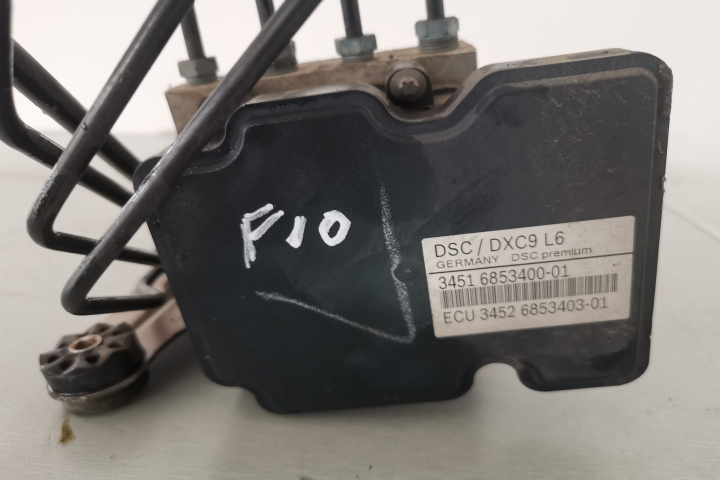 F10
DSC / DXC9 L6
GERMANY DSC premium.
3451 6853400-01
ECU 3452 6853403-01